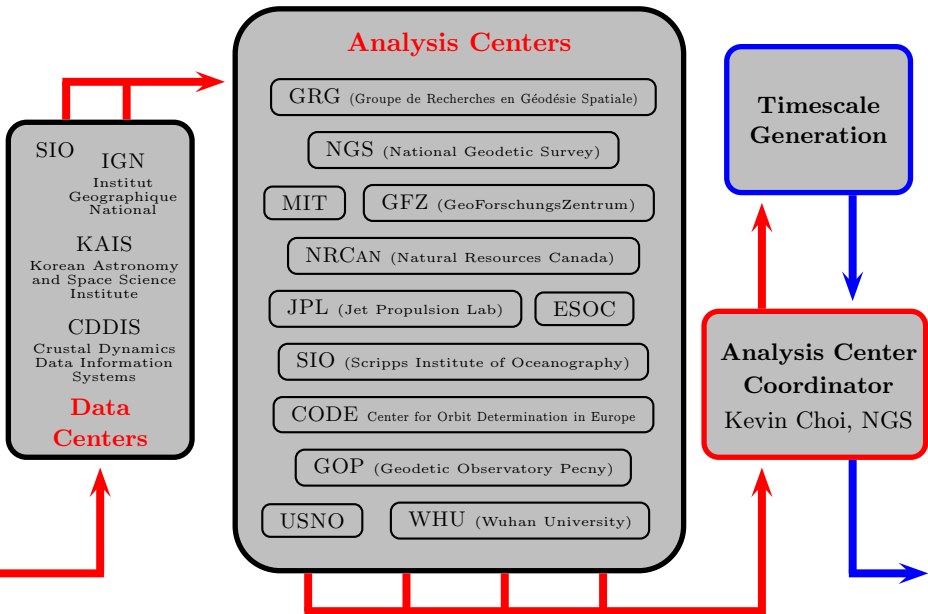 SIO
IGN
Institut
Geographique
National
KAIS
Korean Astronomy
and Space Science
Institute
CDDIS
Crustal Dynamics
Data Information
Systems
Data
Centers
Analysis Centers
GRG (Groupe de Recherches en Géodésie Spatiale)
NGS (National Geodetic Survey)
MIT GFZ (GeoForschungsZentrum)
NRCan (Natural Resources Canada)
JPL (Jet Propulsion Lab) ESOC
SIO (Scripps Institute of Oceanography)
CODE Center for Orbit Determination in Europe
GOP (Geodetic Observatory Pecny)
USNO WHU (Wuhan University)
Timescale
Generation
Analysis Center
Coordinator
Kevin Choi, NGS